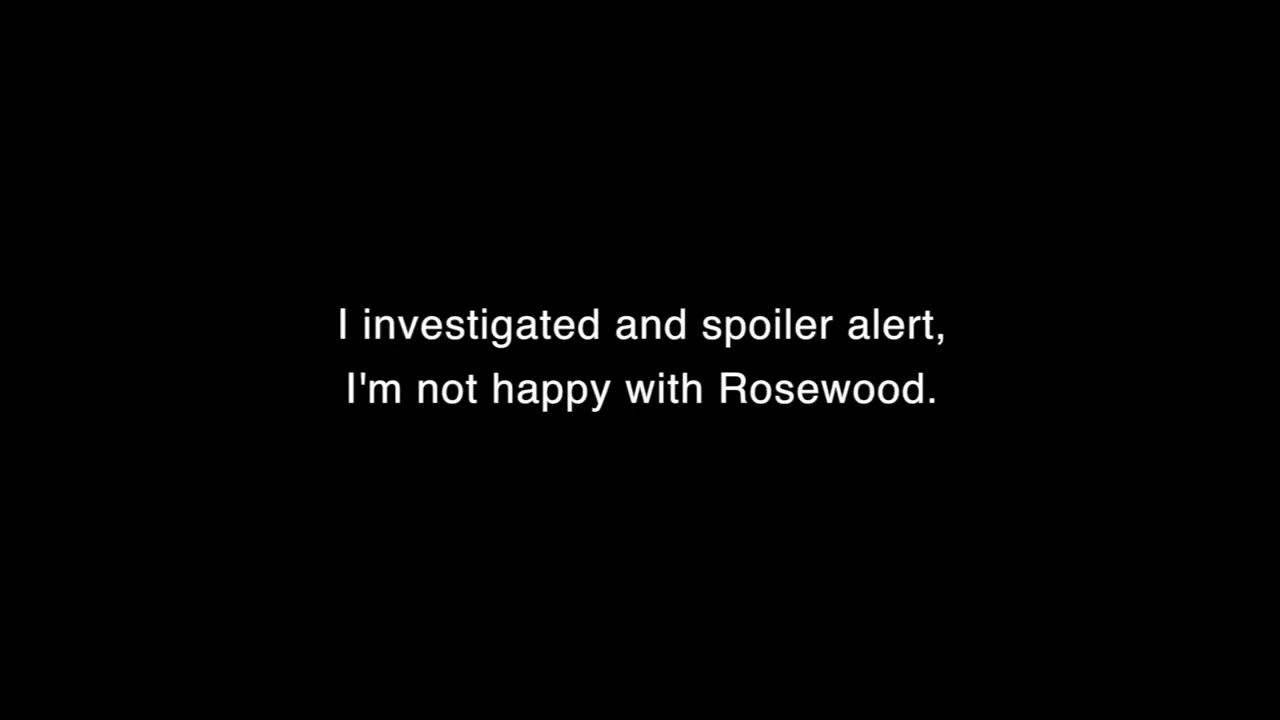 I investigated and spoiler alert,
I'm not happy with Rosewood.